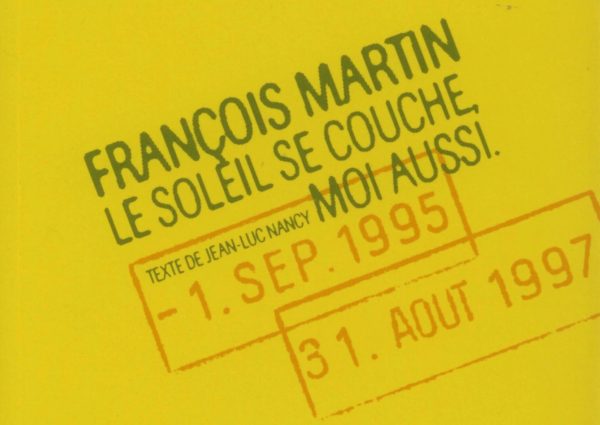 FRANÇOIS MARTIN
LE SOLEIL SE COUCHE,
TEXTE DE JEAN-LUC NANCY MOI AUSSI.
-1. SEP. 1995
31. AOUT 1997